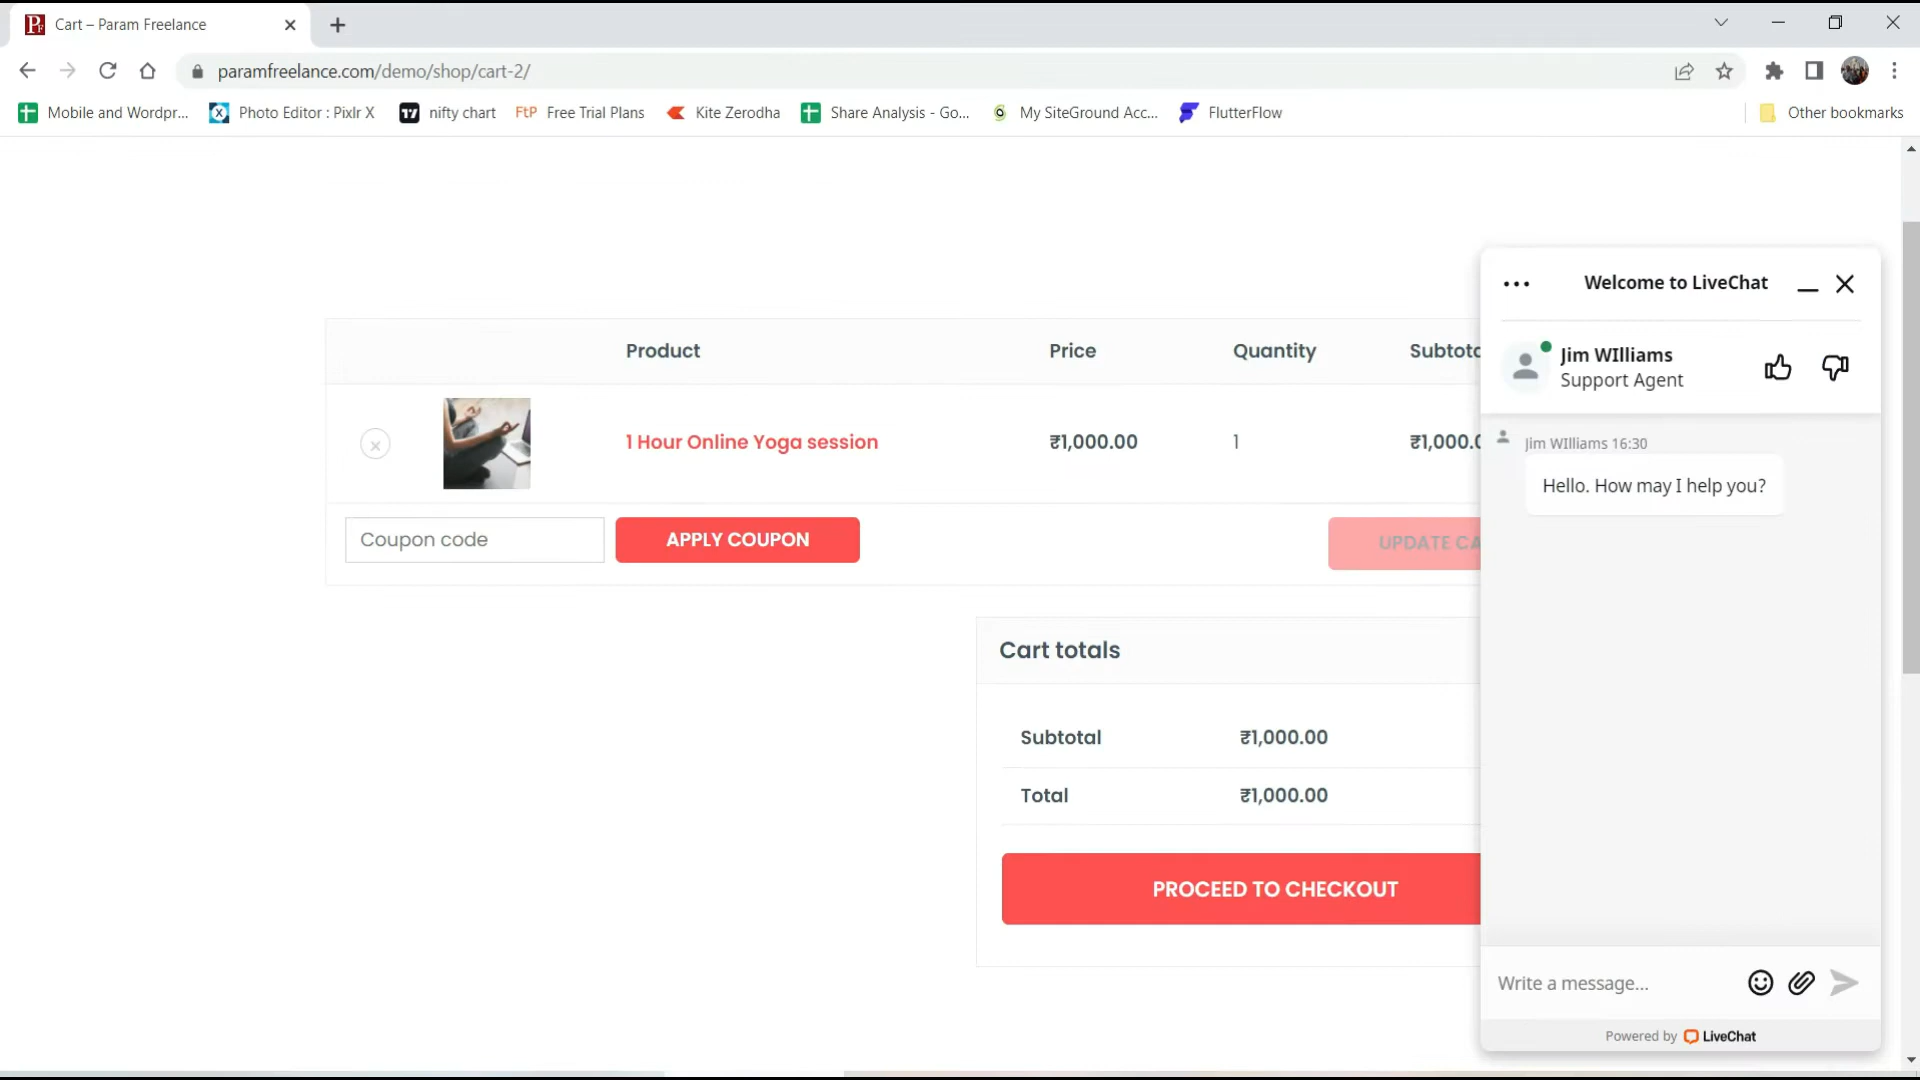 Cart – Param Freelance
paramfreelance.com/demo/shop/cart-2/
Mobile and Wordpr... Photo Editor : Pixlr X nifty chart FtP Free Trial Plans Kite Zerodha Share Analysis - Go... My SiteGround Acc... FlutterFlow Other bookmarks
Welcome to LiveChat
Jim WIlliams
Support Agent
Product Price Quantity Subtota
1 Hour Online Yoga session ₹1,000.00 1 ₹1,000.0
Jim WIlliams 16:30
Hello. How may I help you?
Coupon code APPLY COUPON UPDATE CA
Cart totals
Subtotal ₹1,000.00
Total ₹1,000.00
PROCEED TO CHECKOUT
Write a message...
Powered by LiveChat